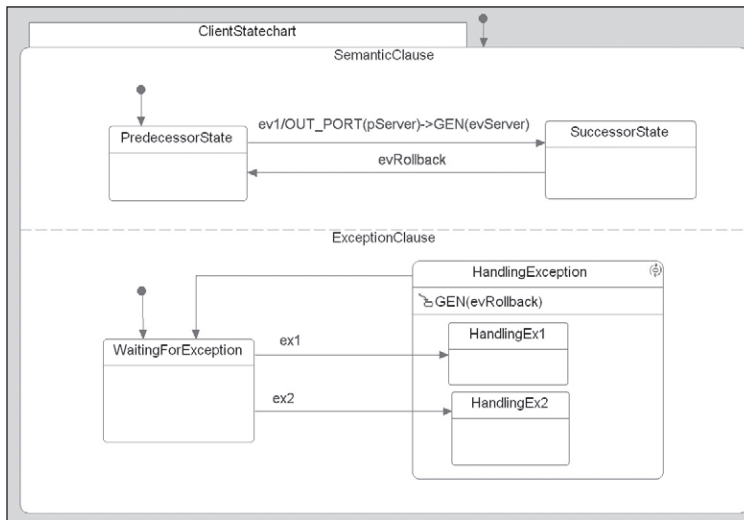 ClientStatechart
SemanticClause
PredecessorState
ev1/OUT_PORT(pServer)->GEN(evServer)
SuccessorState
evRollback
ExceptionClause
HandlingException
GEN(evRollback)
WaitingForException
ex1
HandlingEx1
ex2
HandlingEx2